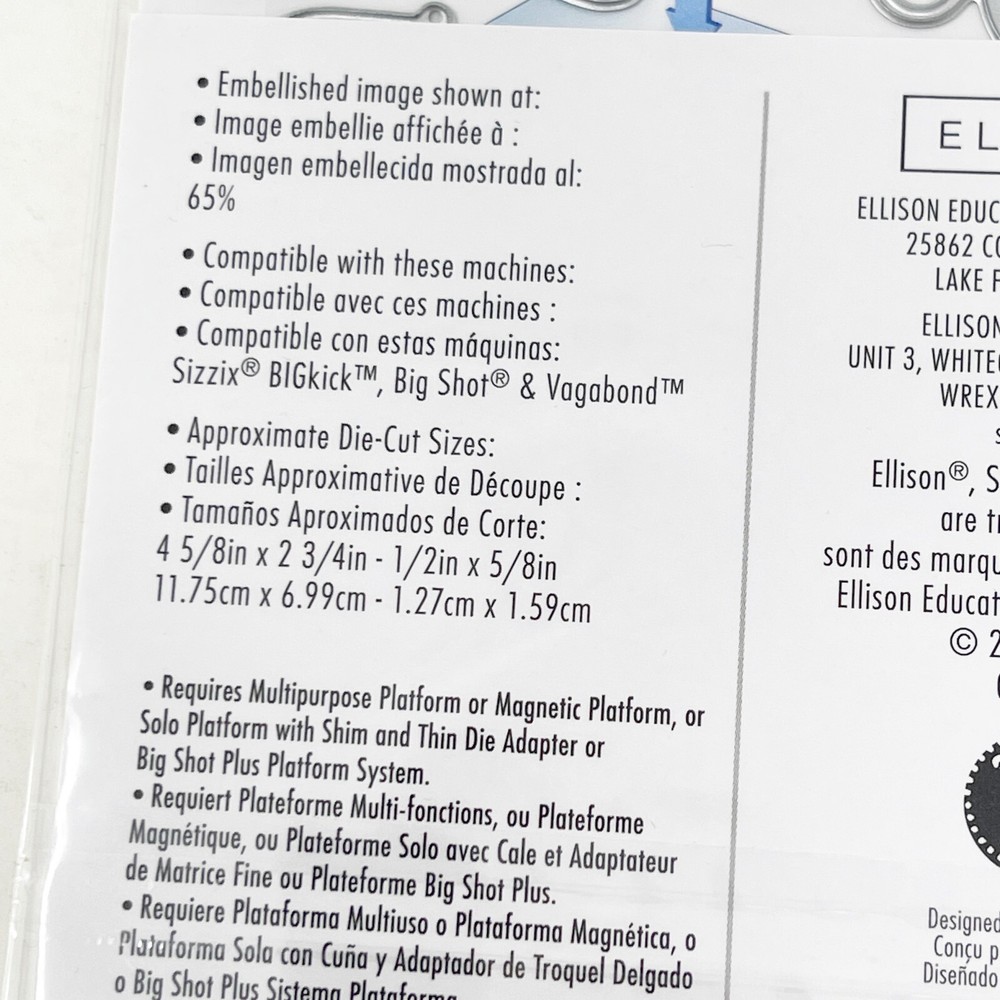 • Embellished image shown at:
• Image embellie affichée à :
• Imagen embellecida mostrada al:
65%
• Compatible with these machines:
• Compatible avec ces machines :
• Compatible con estas máquinas:
Sizzix® BIGkick™, Big Shot® & Vagabond™
• Approximate Die-Cut Sizes:
• Tailles Approximative de Découpe :
• Tamaños Aproximados de Corte:
4 5/8in x 2 3/4in - 1/2in x 5/8in
11.75cm x 6.99cm - 1.27cm x 1.59cm
• Requires Multipurpose Platform or Magnetic Platform, or
Solo Platform with Shim and Thin Die Adapter or
Big Shot Plus Platform System.
• Requiert Plateforme Multi-fonctions, ou Plateforme
Magnétique, ou Plateforme Solo avec Cale et Adaptateur
de Matrice Fine ou Plateforme Big Shot Plus.
• Requiere Plataforma Multiuso o Plataforma Magnética, o
Plataforma Sola con Cuña y Adaptador de Troquel Delgado
o Big Shot Plus Sistema Plataforma
EL
ELLISON EDUC
25862 CO
LAKE F
ELLISON
UNIT 3, WHITE
WREX
Ellison®, S
are tr
sont des marqu
Ellison Educat
© 2
Designed
Conçu p
Diseñado